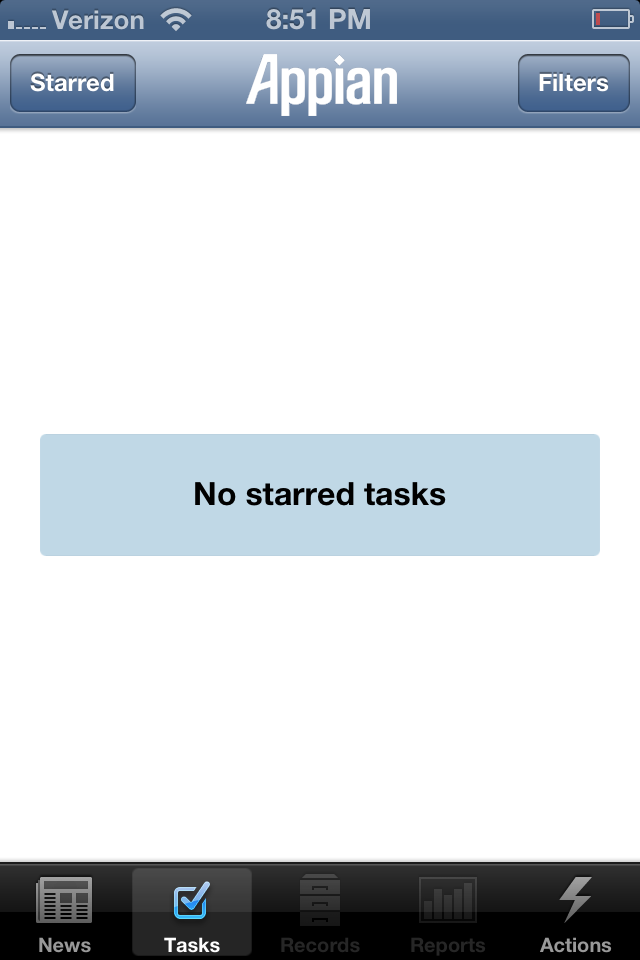 Verizon 8:51 PM
Starred Appian Filters
No starred tasks
News Tasks Records Reports Actions